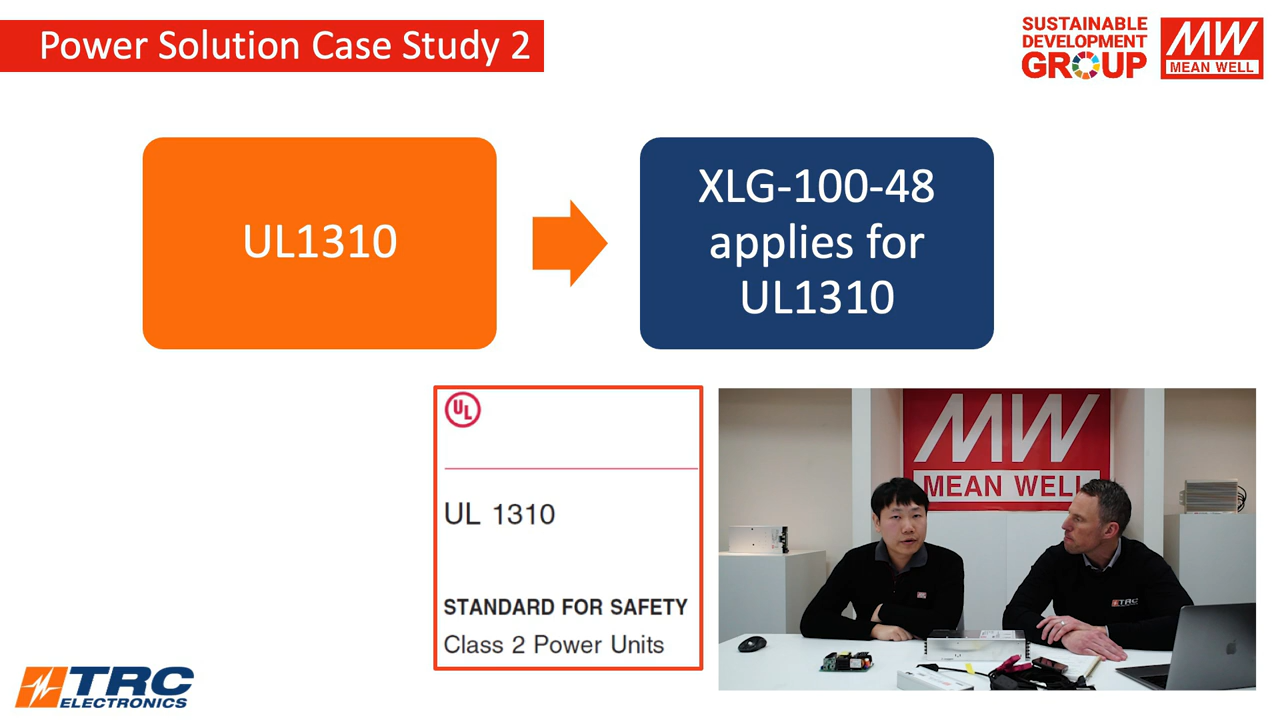 Power Solution Case Study 2
SUSTAINABLE
DEVELOPMENT
GROUP
MW
MEAN WELL
UL1310
XLG-100-48
applies for
UL1310
UL
UL 1310
STANDARD FOR SAFETY
Class 2 Power Units
MW
MEAN WELL
TRC
TRC
ELECTRONICS